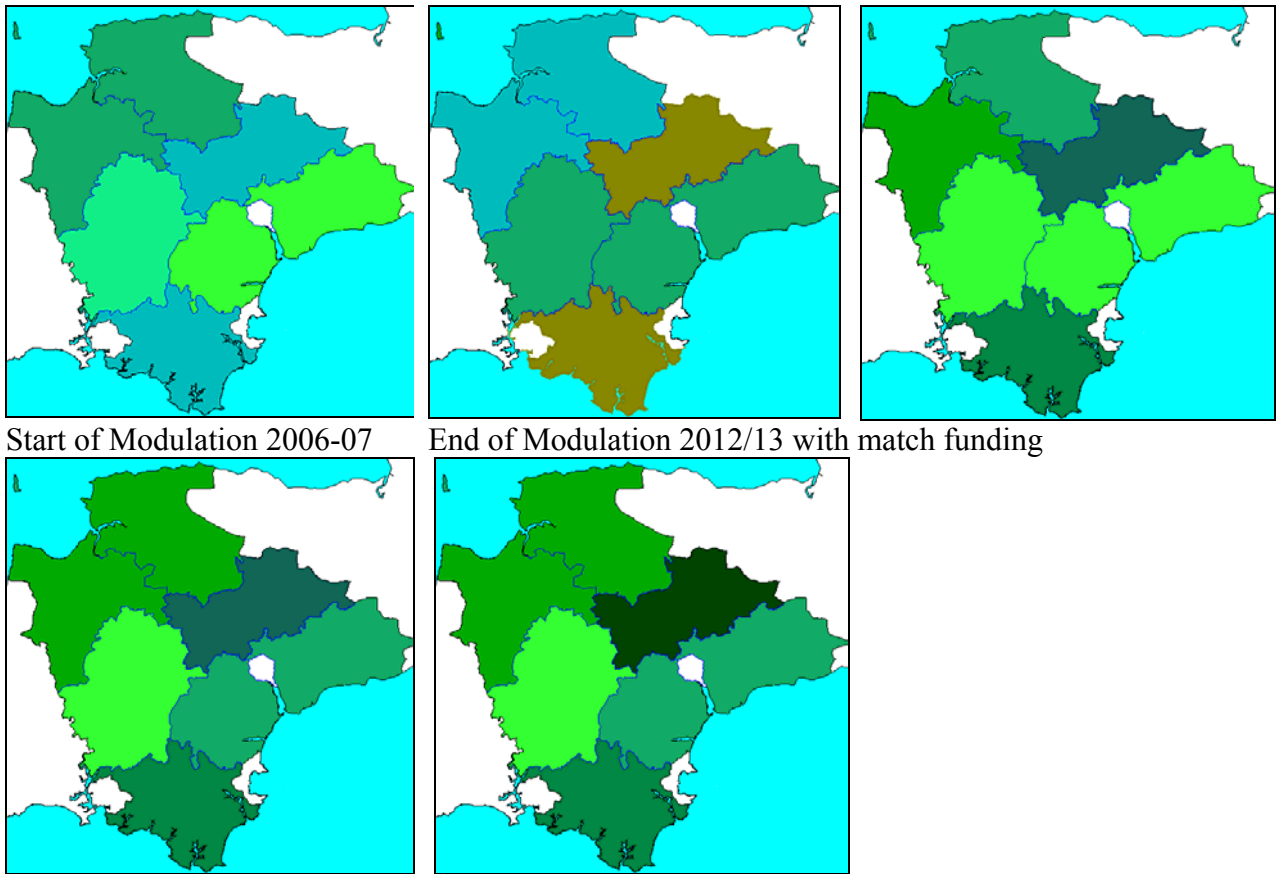 Start of Modulation 2006-07
End of Modulation 2012/13 with match funding